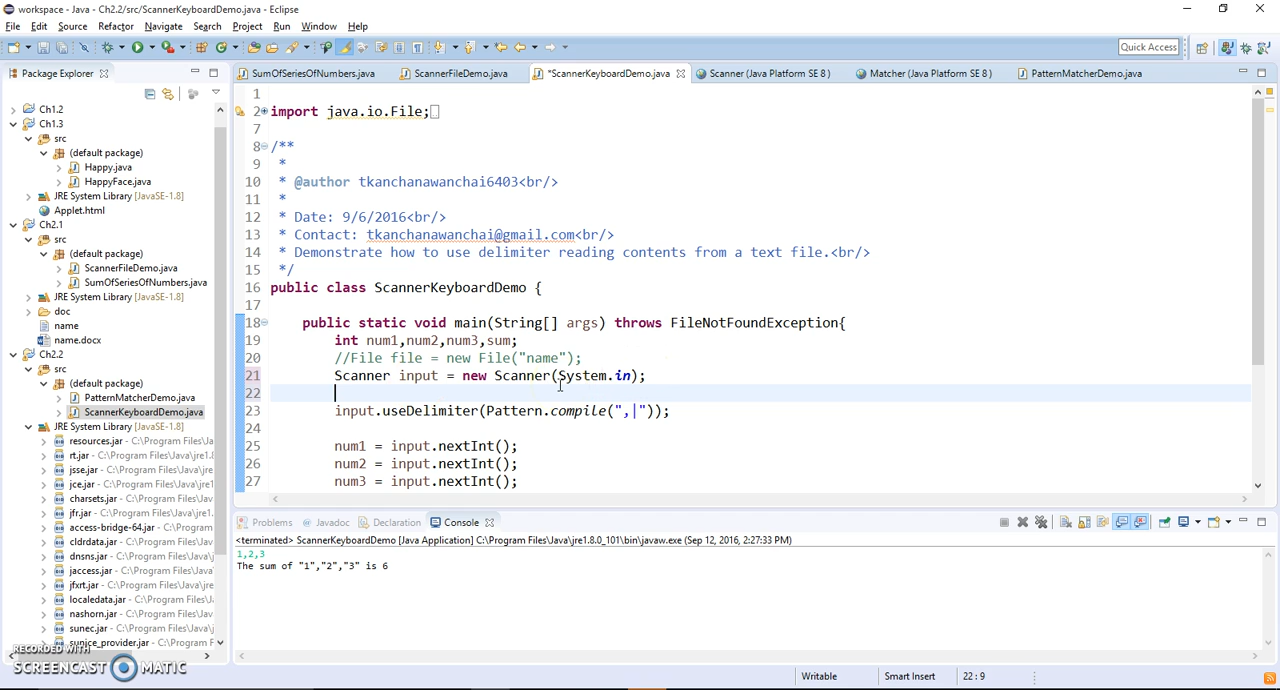 workspace - Java - Ch2.2/src/ScannerKeyboardDemo.java - Eclipse
File Edit Source Refactor Navigate Search Project Run Window Help
Quick Access
Package Explorer
SumOfSeriesOfNumbers.java ScannerFileDemo.java *ScannerKeyboardDemo.java Scanner (Java Platform SE 8 ) Matcher (Java Platform SE 8 ) PatternMatcherDemo.java
Ch1.2
Ch1.3
src
(default package)
Happy.java
HappyFace.java
JRE System Library [JavaSE-1.8]
Applet.html
Ch2.1
src
(default package)
ScannerFileDemo.java
SumOfSeriesOfNumbers.java
JRE System Library [JavaSE-1.8]
doc
name
name.docx
Ch2.2
src
(default package)
PatternMatcherDemo.java
ScannerKeyboardDemo.java
JRE System Library [JavaSE-1.8]
resources.jar - C:\Program Files\Ja
rt.jar - C:\Program Files\Java\jre1.8
jsse.jar - C:\Program Files\Java\jre
jce.jar - C:\Program Files\Java\jre1
charsets.jar - C:\Program Files\Jav
jfr.jar - C:\Program Files\Java\jre1.
access-bridge-64.jar - C:\Program
cldrdata.jar - C:\Program Files\Jav
dnsns.jar - C:\Program Files\Java\
jaccess.jar - C:\Program Files\Java
jfxrt.jar - C:\Program Files\Java\jre
localedata.jar - C:\Program Files\J
nashorn.jar - C:\Program Files\Jav
sunec.jar - C:\Program Files\Java\j
sunjce_provider.jar - C:\Program F
RECORDED WITH
SCREENCAST MATIC
1
2 import java.io.File;
7
8 /**
9 *
10 * @author tkanchanawanchai6403<br/>
11 *
12 * Date: 9/6/2016<br/>
13 * Contact: tkanchanawanchai@gmail.com<br/>
14 * Demonstrate how to use delimiter reading contents from a text file.<br/>
15 */
16 public class ScannerKeyboardDemo {
17
18 public static void main(String[] args) throws FileNotFoundException{
19 int num1,num2,num3,sum;
20 //File file = new File("name");
21 Scanner input = new Scanner(System.in);
22
23 input.useDelimiter(Pattern.compile(",|"));
24
25 num1 = input.nextInt();
26 num2 = input.nextInt();
27 num3 = input.nextInt();
Problems Javadoc Declaration Console
<terminated> ScannerKeyboardDemo [Java Application] C:\Program Files\Java\jre1.8.0_101\bin\javaw.exe (Sep 12, 2016, 2:27:33 PM)
1,2,3
The sum of "1","2","3" is 6
Writable Smart Insert 22 : 9